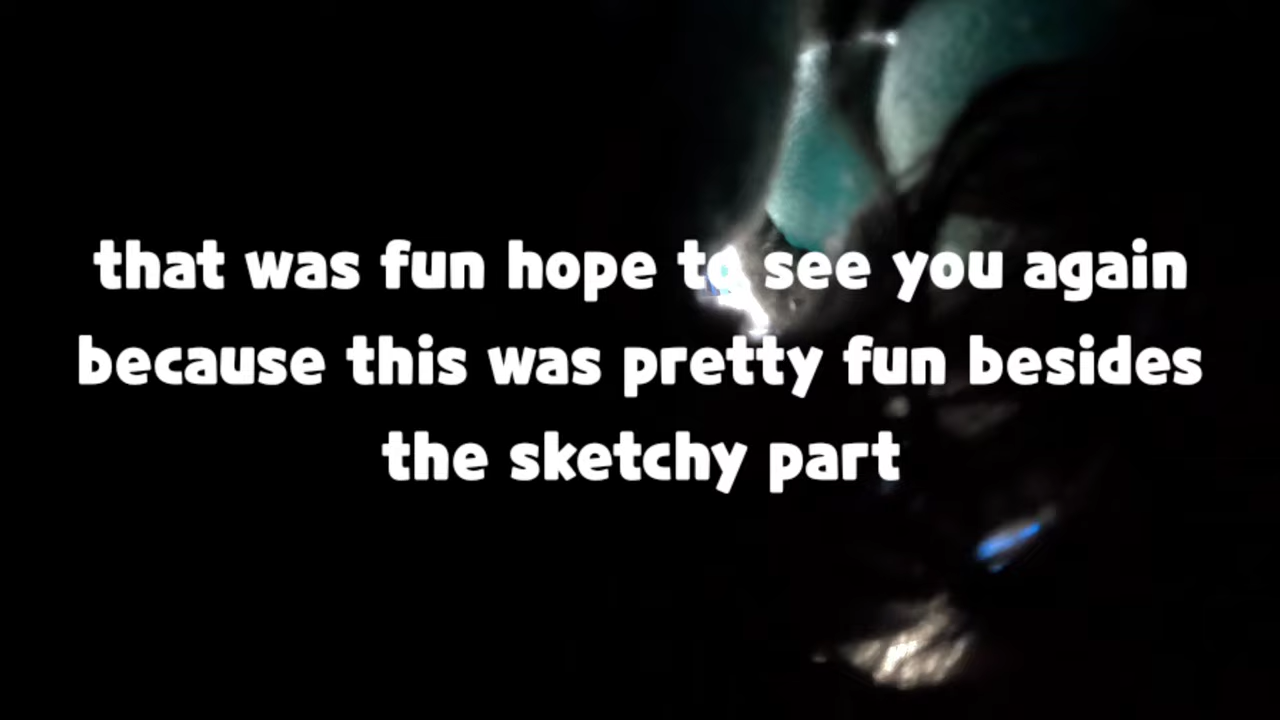 that was fun hope to see you again
because this was pretty fun besides
the sketchy part